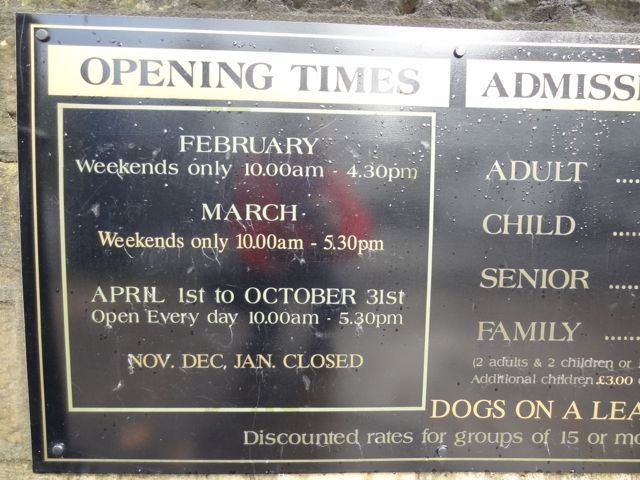 OPENING TIMES
FEBRUARY
Weekends only 10.00am - 4.30pm
MARCH
Weekends only 10.00am - 5.30pm
APRIL 1st to OCTOBER 31st
Open Every day 10.00am - 5.30pm
NOV. DEC, JAN. CLOSED
ADMISS
ADULT .....
CHILD .....
SENIOR .....
FAMILY ......
(2 adults & 2 children or
Additional children £3.00
DOGS ON A LEA
Discounted rates for groups of 15 or mo